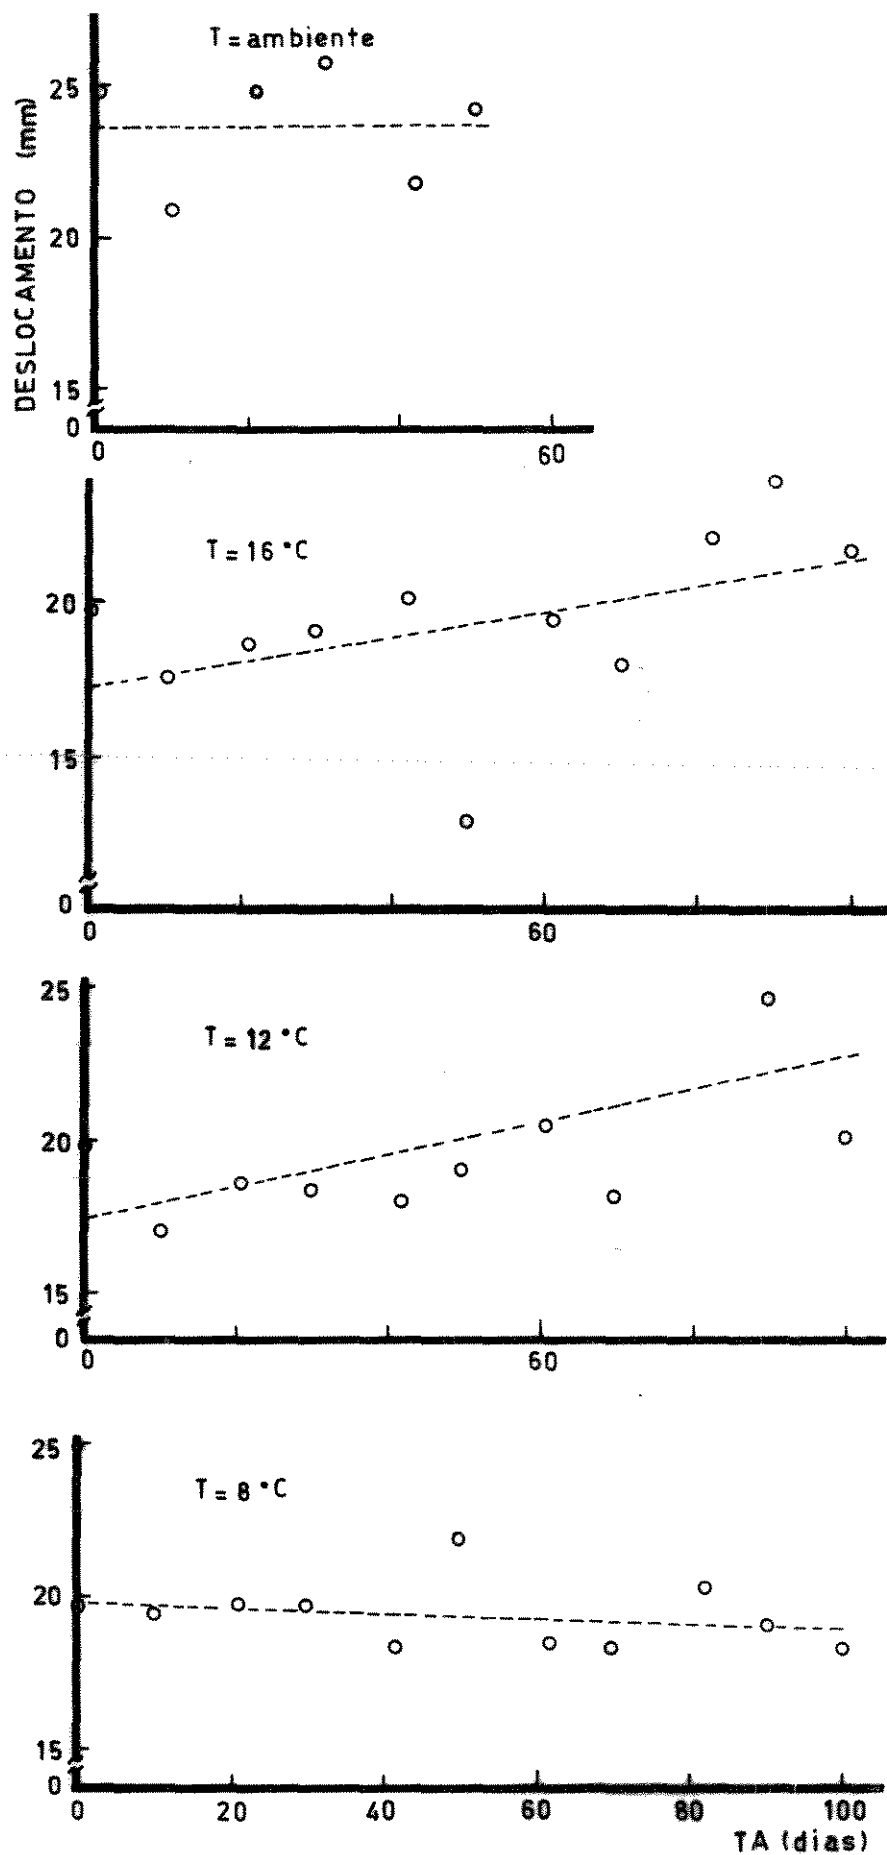 T = ambiente
DESLOCAMENTO (mm)
25
20
15
0
0 60
T = 16 °C
20
15
0
0 60
25
T = 12 °C
20
15
0
0 60
25
T = 8 °C
20
15
0
0 20 40 60 80 100
TA (dias)